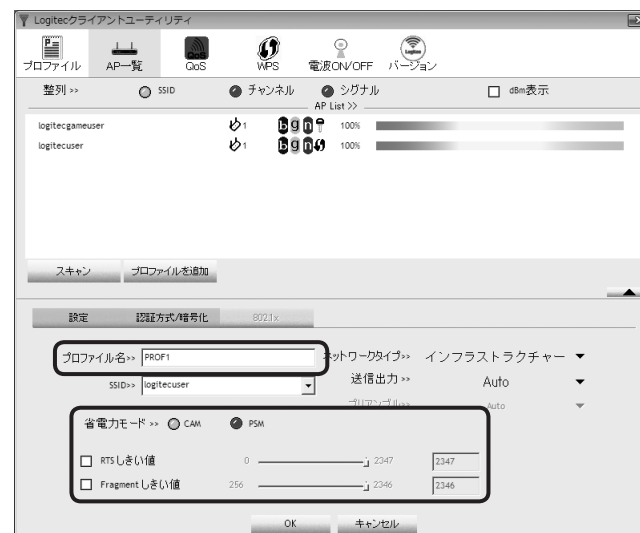 Logitecクライアントユーティリティ
プロファイル AP一覧 QoS WPS 電波ON/OFF バージョン
整列 >> SSID チャンネル シグナル dBm表示
AP List >>
logitecgameuser 1 b g n 100%
logitecuser 1 b g n 100%
スキャン プロファイルを追加
設定 認証方式/暗号化 802.1x
プロファイル名>> PROF1 ネットワークタイプ>> インフラストラクチャー
SSID>> logitecuser 送信出力 >> Auto
プリアンブル>> Auto
省電力モード >> CAM PSM
RTSしきい値 0 2347 2347
Fragmentしきい値 256 2346 2346
OK キャンセル